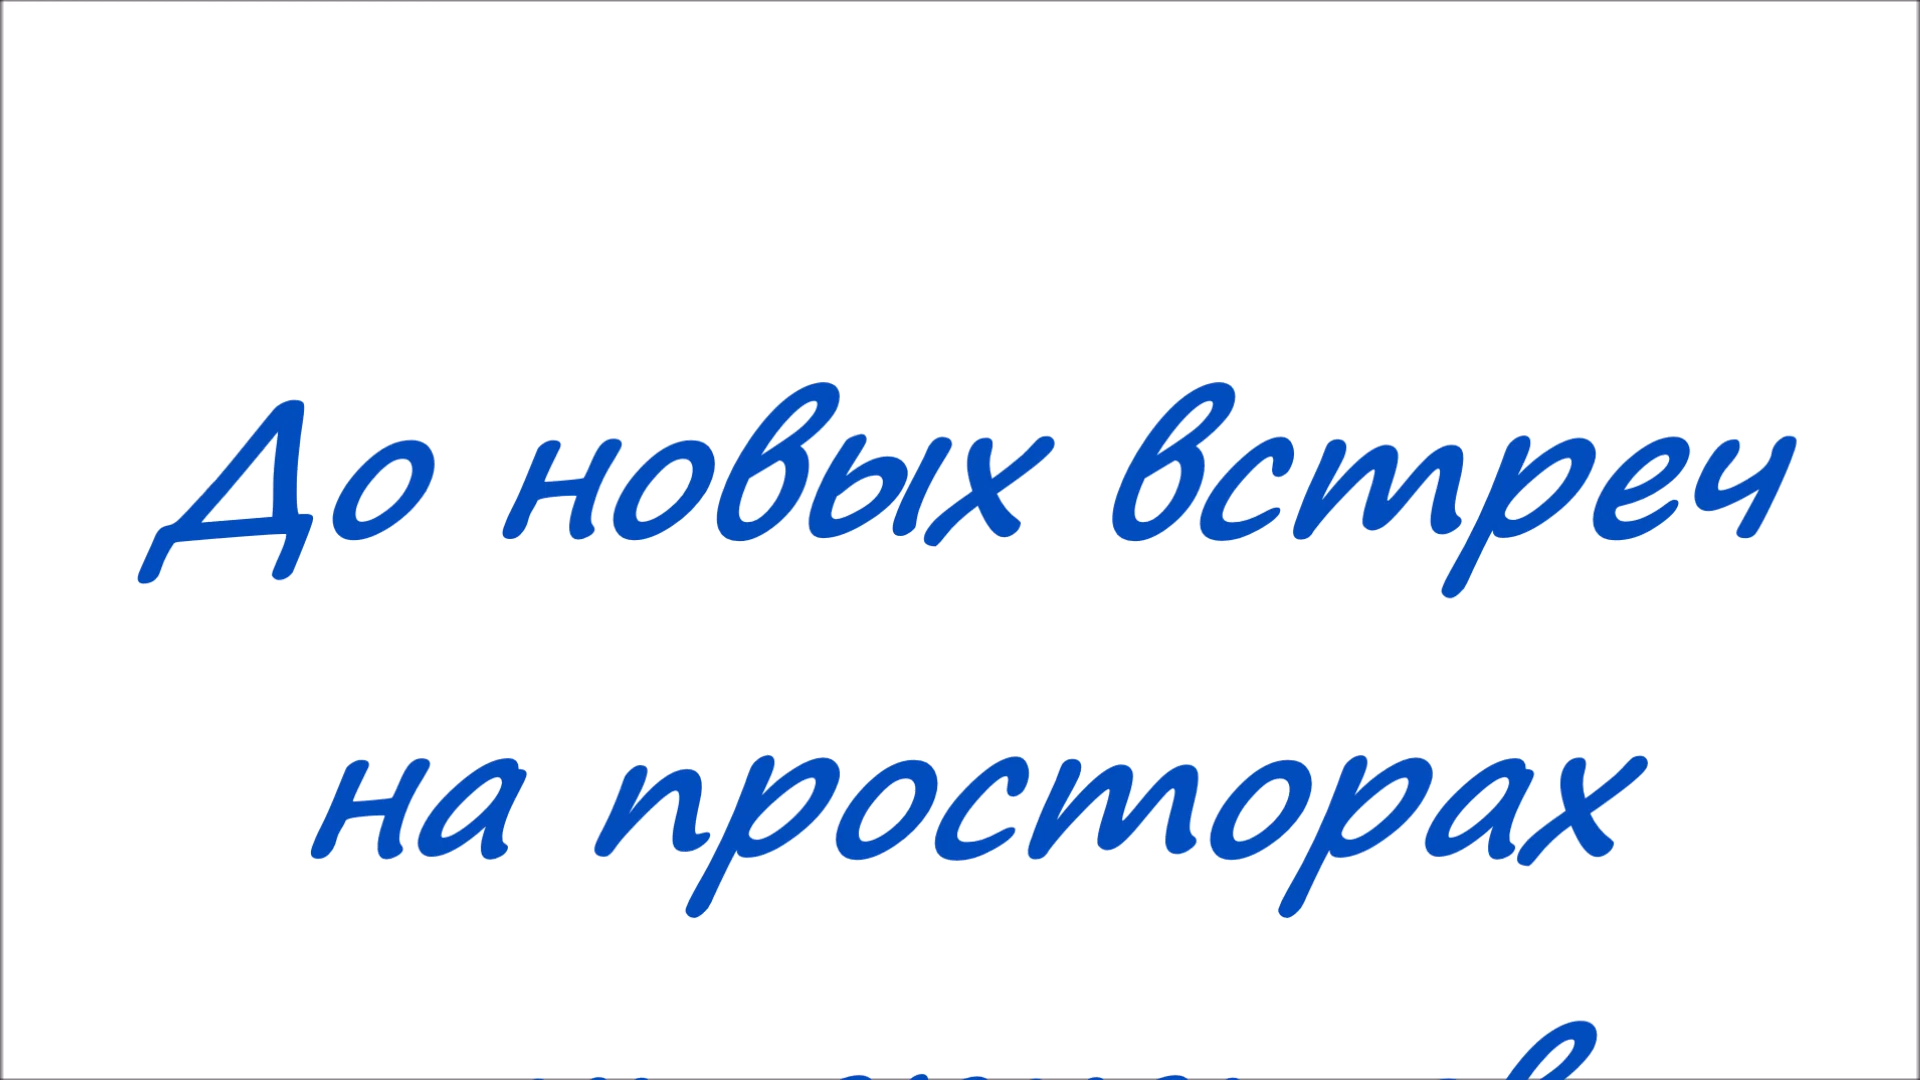 До новых встреч
на просторах